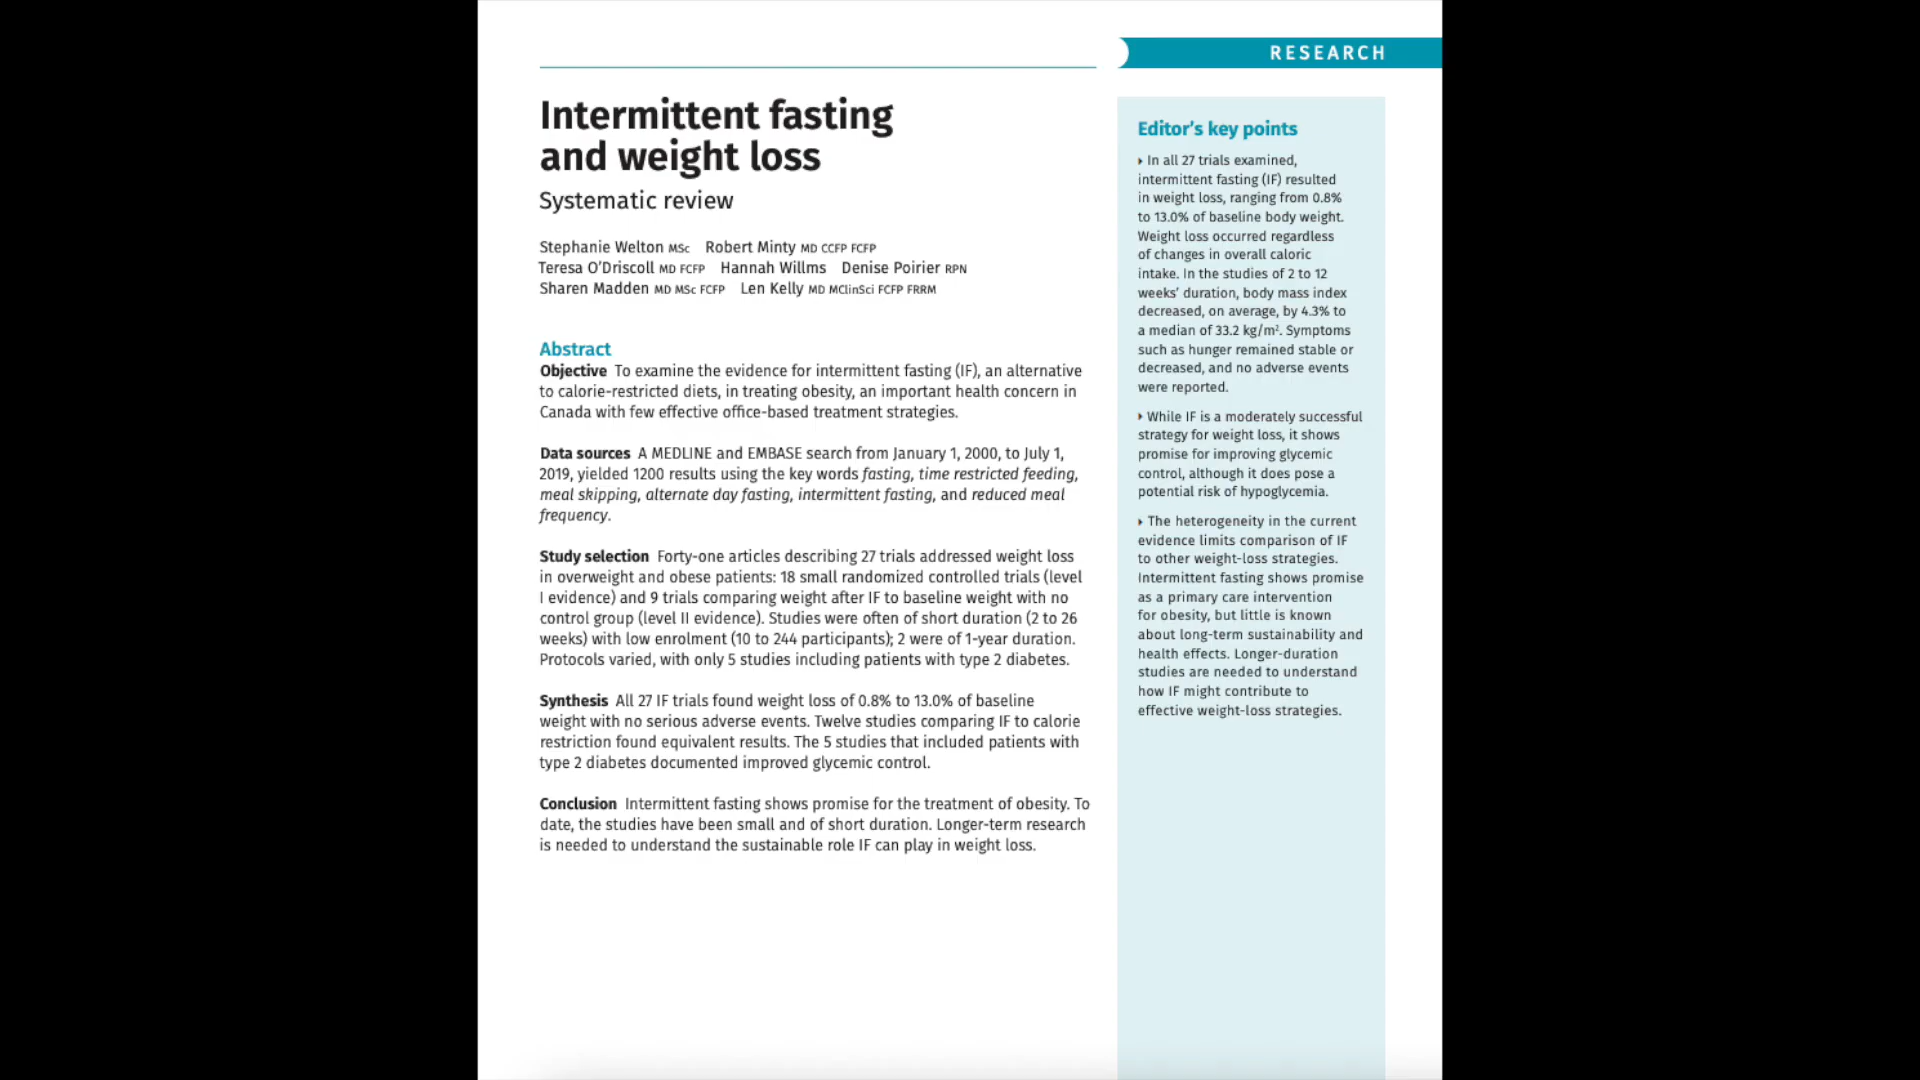 RESEARCH
Intermittent fasting
and weight loss
Systematic review
Stephanie Welton MSc Robert Minty MD CCFP FCFP
Teresa O'Driscoll MD FCFP Hannah Willms Denise Poirier RPN
Sharen Madden MD MSc FCFP Len Kelly MD MClinSci FCFP FRRM
Abstract
Objective To examine the evidence for intermittent fasting (IF), an alternative
to calorie-restricted diets, in treating obesity, an important health concern in
Canada with few effective office-based treatment strategies.
Data sources A MEDLINE and EMBASE search from January 1, 2000, to July 1,
2019, yielded 1200 results using the key words fasting, time restricted feeding,
meal skipping, alternate day fasting, intermittent fasting, and reduced meal
frequency.
Study selection Forty-one articles describing 27 trials addressed weight loss
in overweight and obese patients: 18 small randomized controlled trials (level
I evidence) and 9 trials comparing weight after IF to baseline weight with no
control group (level II evidence). Studies were often of short duration (2 to 26
weeks) with low enrolment (10 to 244 participants); 2 were of 1-year duration.
Protocols varied, with only 5 studies including patients with type 2 diabetes.
Synthesis All 27 IF trials found weight loss of 0.8% to 13.0% of baseline
weight with no serious adverse events. Twelve studies comparing IF to calorie
restriction found equivalent results. The 5 studies that included patients with
type 2 diabetes documented improved glycemic control.
Conclusion Intermittent fasting shows promise for the treatment of obesity. To
date, the studies have been small and of short duration. Longer-term research
is needed to understand the sustainable role IF can play in weight loss.
Editor's key points
▸ In all 27 trials examined,
intermittent fasting (IF) resulted
in weight loss, ranging from 0.8%
to 13.0% of baseline body weight.
Weight loss occurred regardless
of changes in overall caloric
intake. In the studies of 2 to 12
weeks' duration, body mass index
decreased, on average, by 4.3% to
a median of 33.2 kg/m². Symptoms
such as hunger remained stable or
decreased, and no adverse events
were reported.
▸ While IF is a moderately successful
strategy for weight loss, it shows
promise for improving glycemic
control, although it does pose a
potential risk of hypoglycemia.
▸ The heterogeneity in the current
evidence limits comparison of IF
to other weight-loss strategies.
Intermittent fasting shows promise
as a primary care intervention
for obesity, but little is known
about long-term sustainability and
health effects. Longer-duration
studies are needed to understand
how IF might contribute to
effective weight-loss strategies.